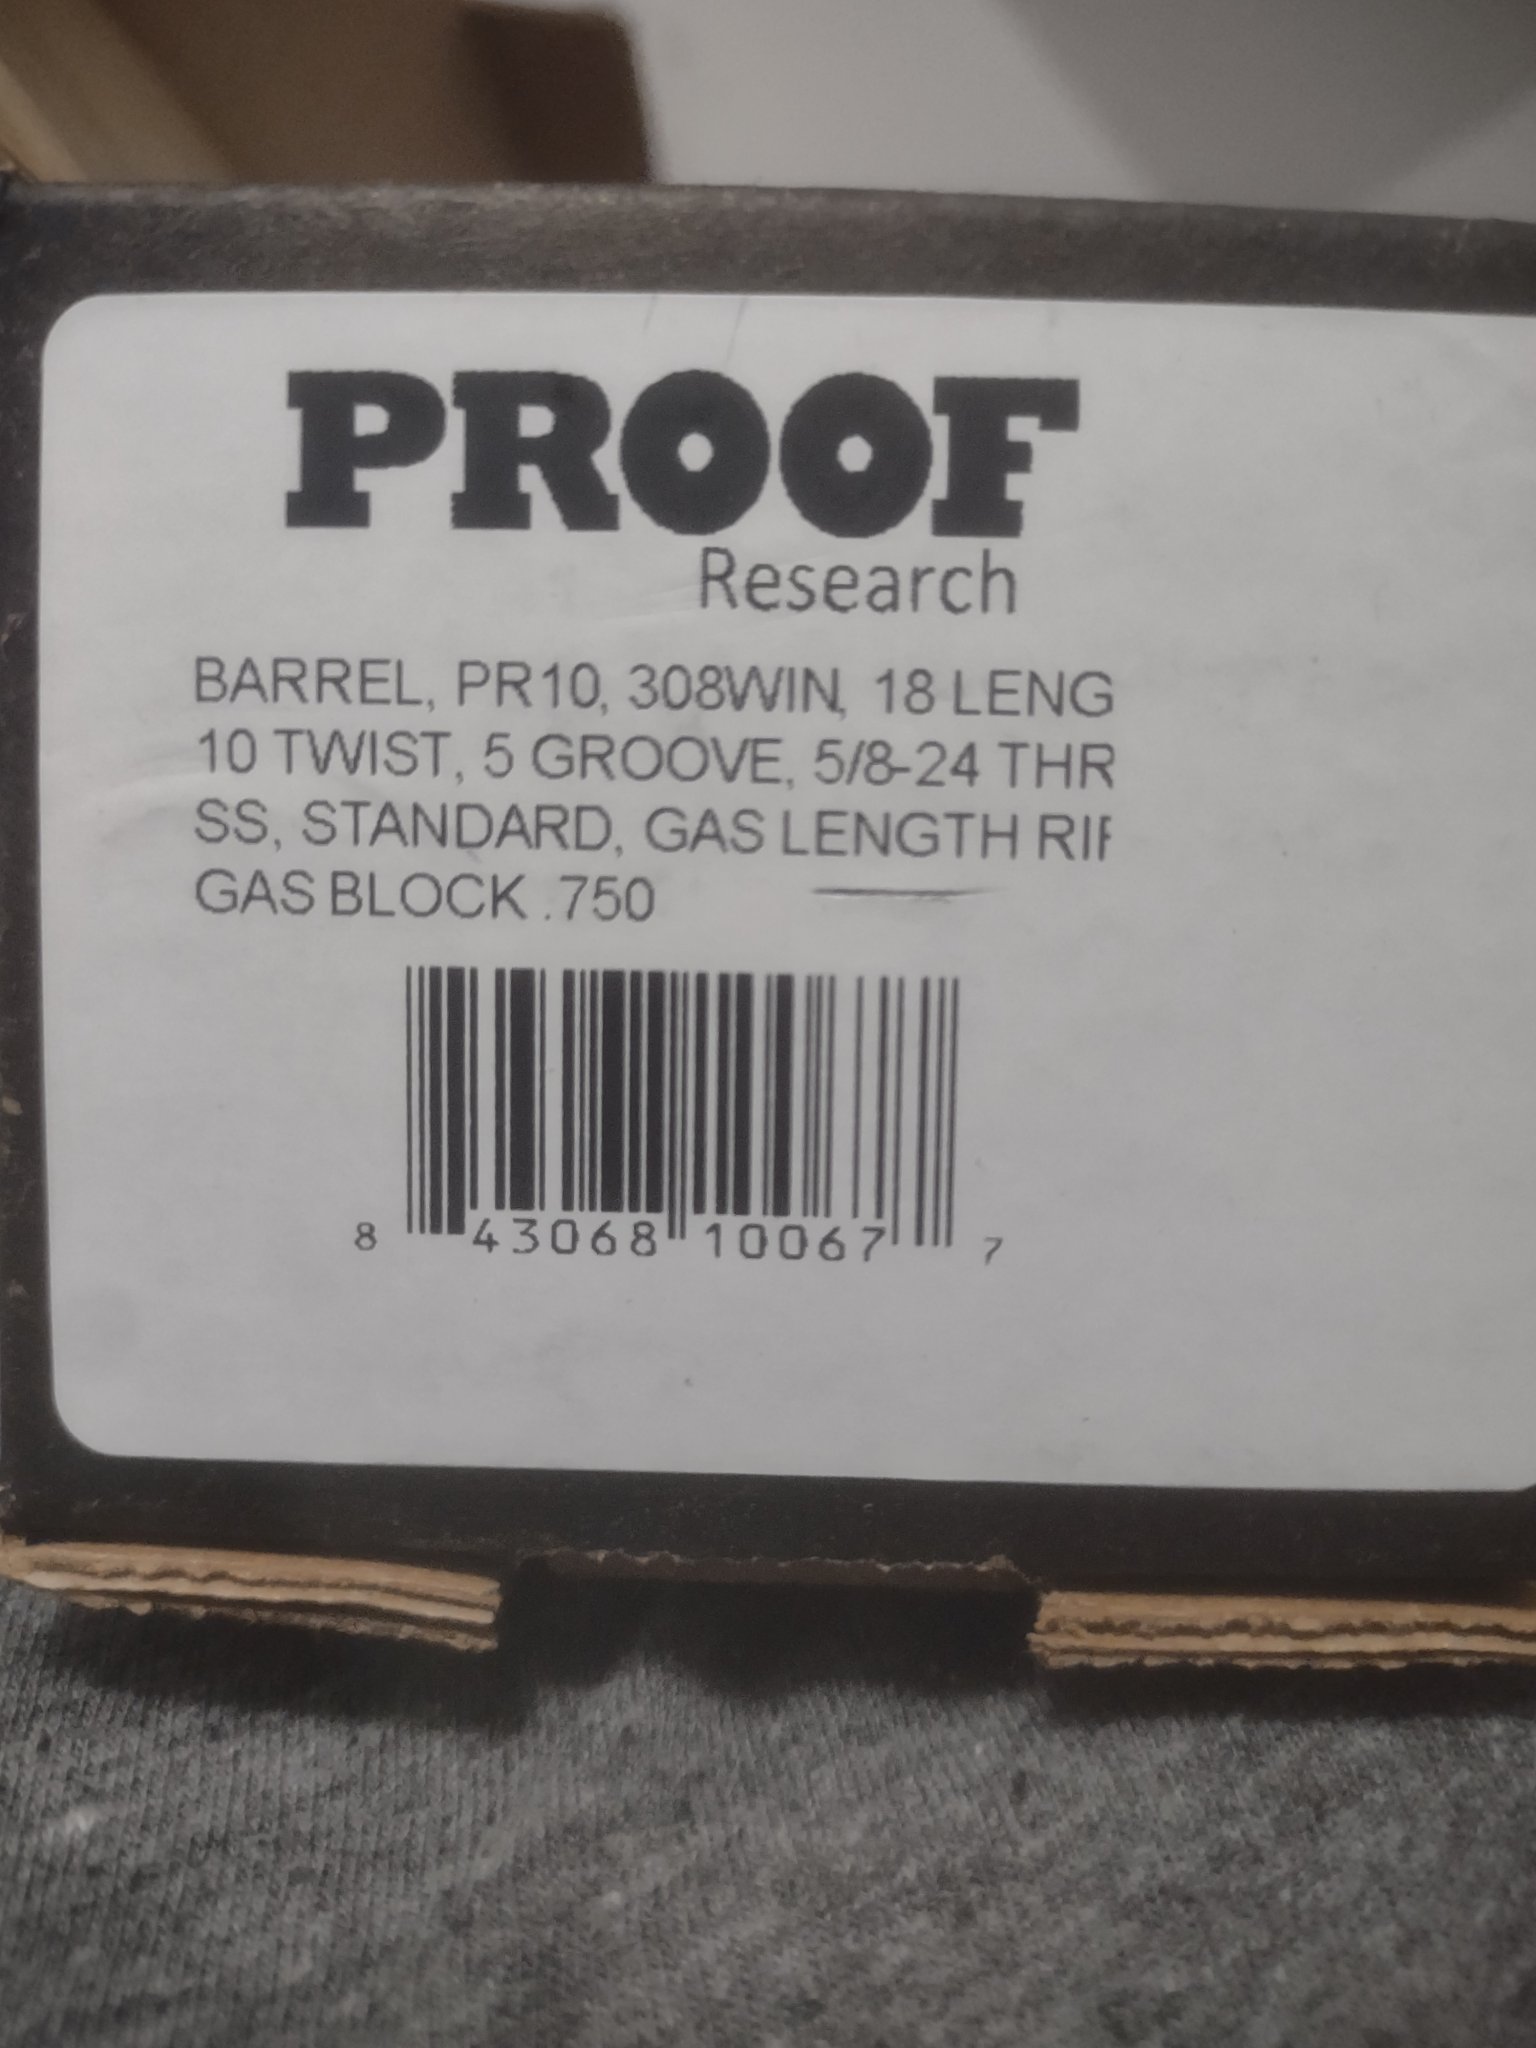 PROOF
Research
BARREL, PR10, 308WIN, 18 LENG
10 TWIST, 5 GROOVE, 5/8-24 THR
SS, STANDARD, GAS LENGTH RIF
GAS BLOCK .750
8 43068 10067 7